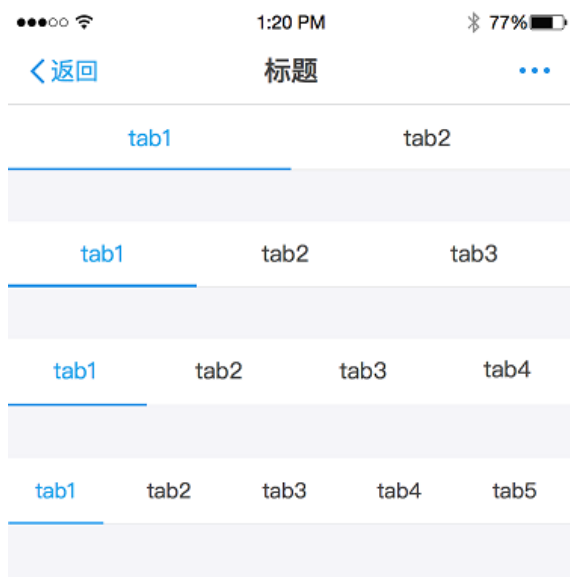 1:20 PM 77%
返回 标题
tab1 tab2
tab1 tab2 tab3
tab1 tab2 tab3 tab4
tab1 tab2 tab3 tab4 tab5